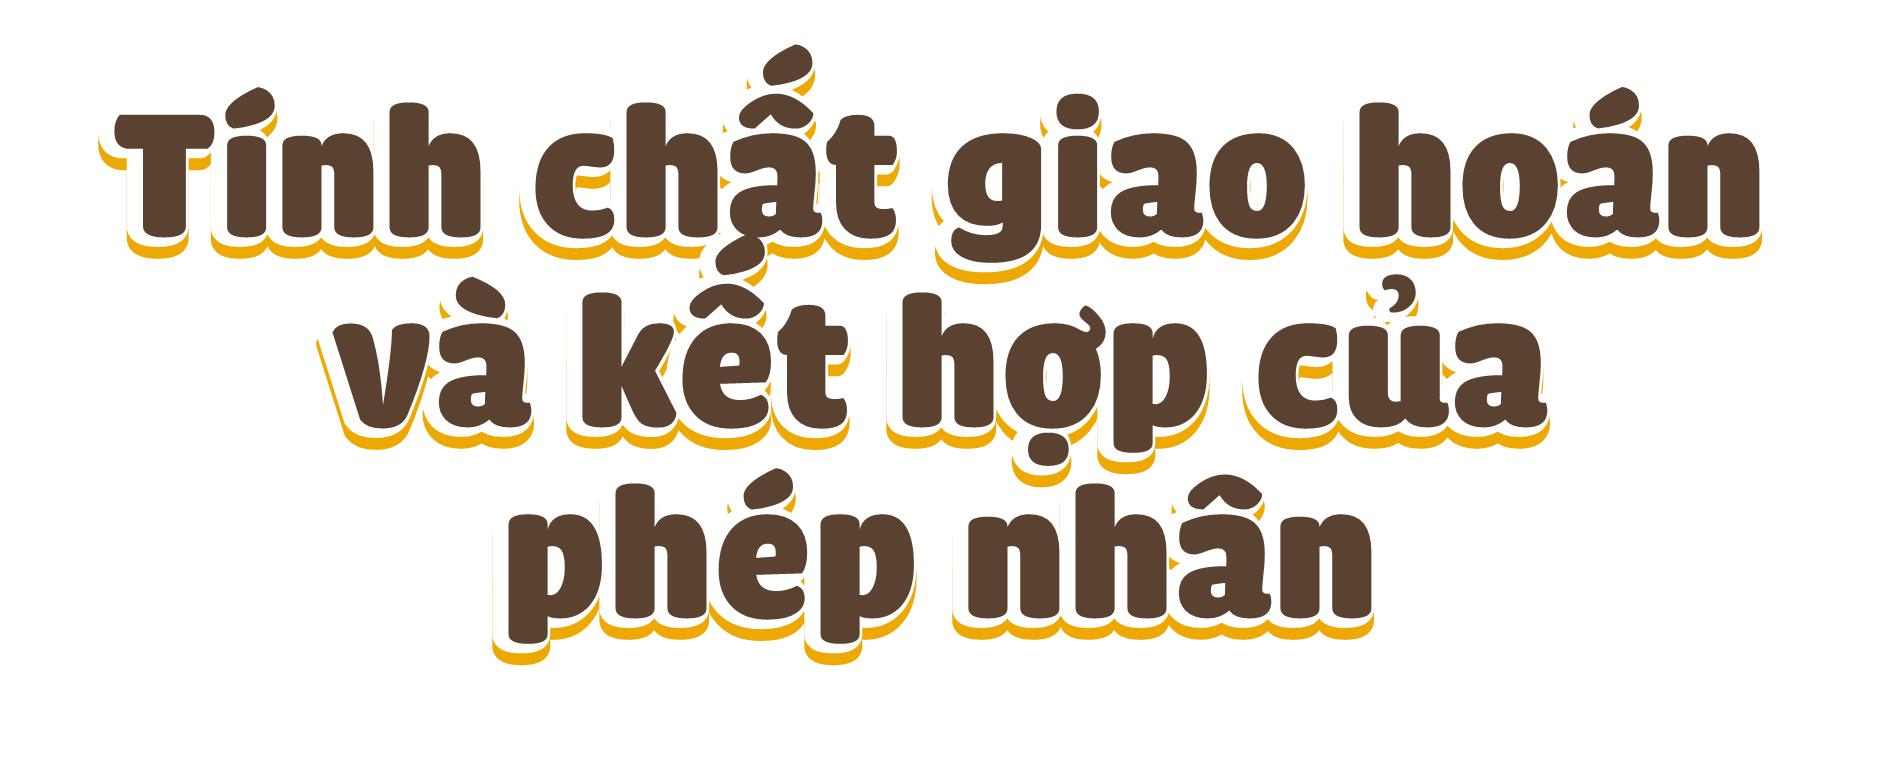 Tính chất giao hoán
và kết hợp của
phép nhân